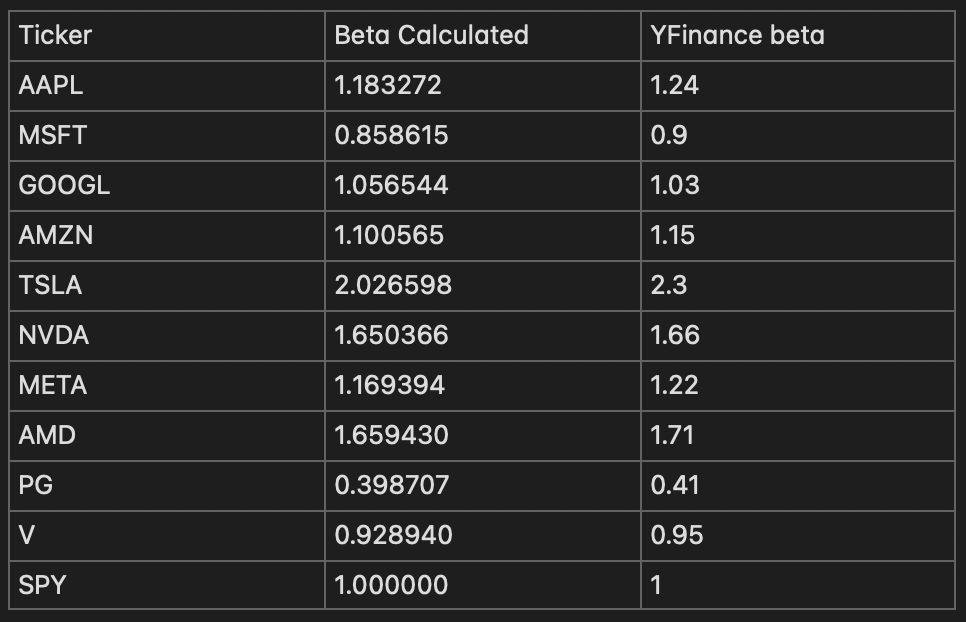 Ticker Beta Calculated YFinance beta
AAPL 1.183272 1.24
MSFT 0.858615 0.9
GOOGL 1.056544 1.03
AMZN 1.100565 1.15
TSLA 2.026598 2.3
NVDA 1.650366 1.66
META 1.169394 1.22
AMD 1.659430 1.71
PG 0.398707 0.41
V 0.928940 0.95
SPY 1.000000 1